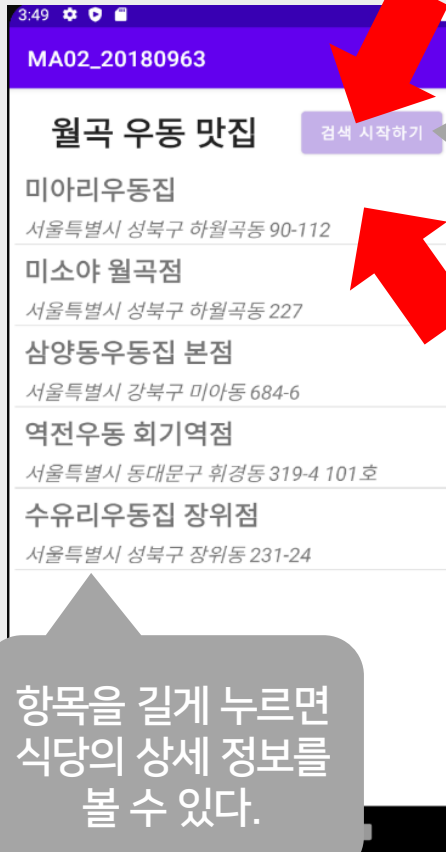 3:49
MA02_20180963
월곡 우동 맛집
검색 시작하기
미아리우동집
서울특별시 성북구 하월곡동 90-112
미소야 월곡점
서울특별시 성북구 하월곡동 227
삼양동우동집 본점
서울특별시 강북구 미아동 684-6
역전우동 회기역점
서울특별시 동대문구 휘경동 319-4 101호
수유리우동집 장위점
서울특별시 성북구 장위동 231-24
항목을 길게 누르면
식당의 상세 정보를
볼 수 있다.